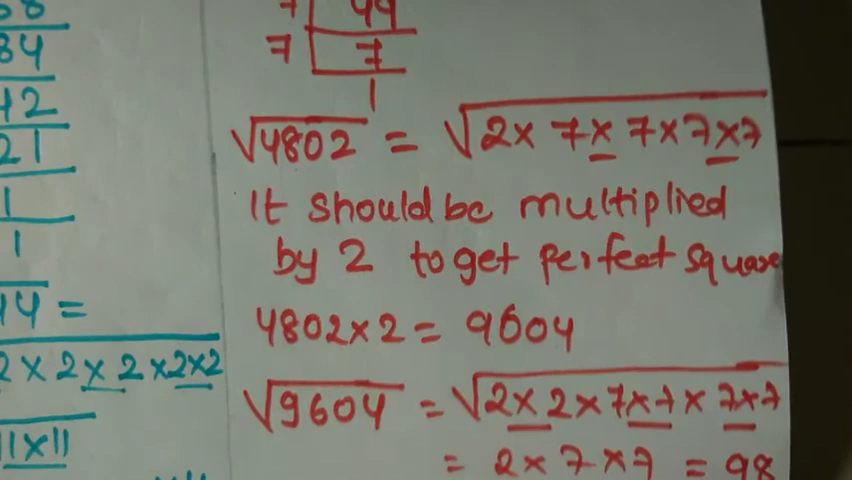 68
84
42
21
1
1
=
2 × 2 × 2 × 2 × 2
11 × 11
7 49
7 7
1
√4802 = √2 × 7 × 7 × 7 × 7
It should be multiplied
by 2 to get perfect square
4802 × 2 = 9604
√9604 = √2 × 2 × 7 × 7 × 7 × 7
= 2 × 7 × 7 = 98